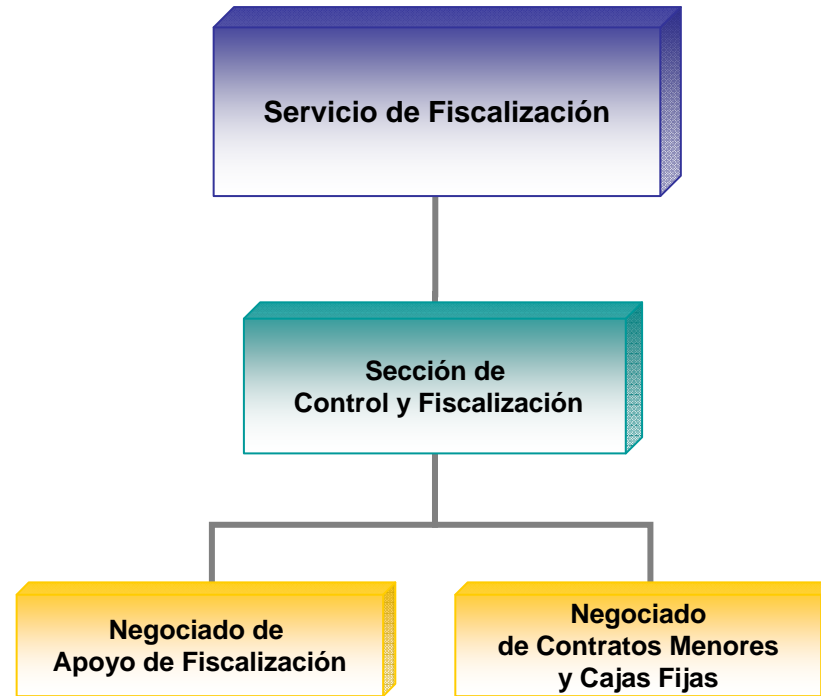 Servicio de Fiscalización
Sección de
Control y Fiscalización
Negociado de
Apoyo de Fiscalización
Negociado
de Contratos Menores
y Cajas Fijas